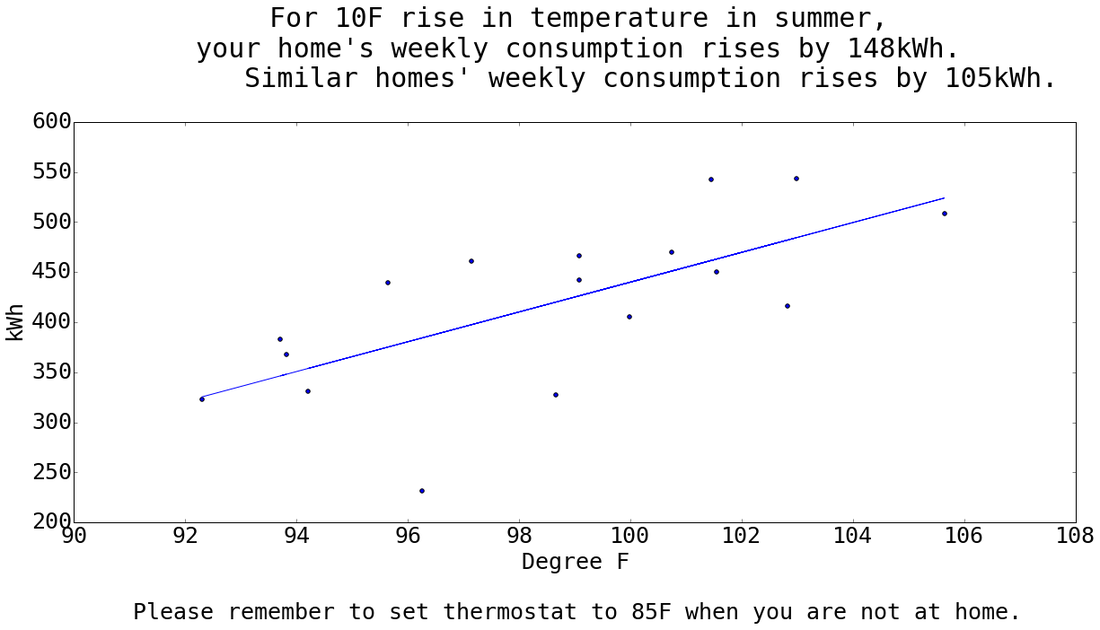 For 10F rise in temperature in summer,
your home's weekly consumption rises by 148kWh.
Similar homes' weekly consumption rises by 105kWh.
600
550
500
450
400
350
300
250
200
kWh
90 92 94 96 98 100 102 104 106 108
Degree F
Please remember to set thermostat to 85F when you are not at home.